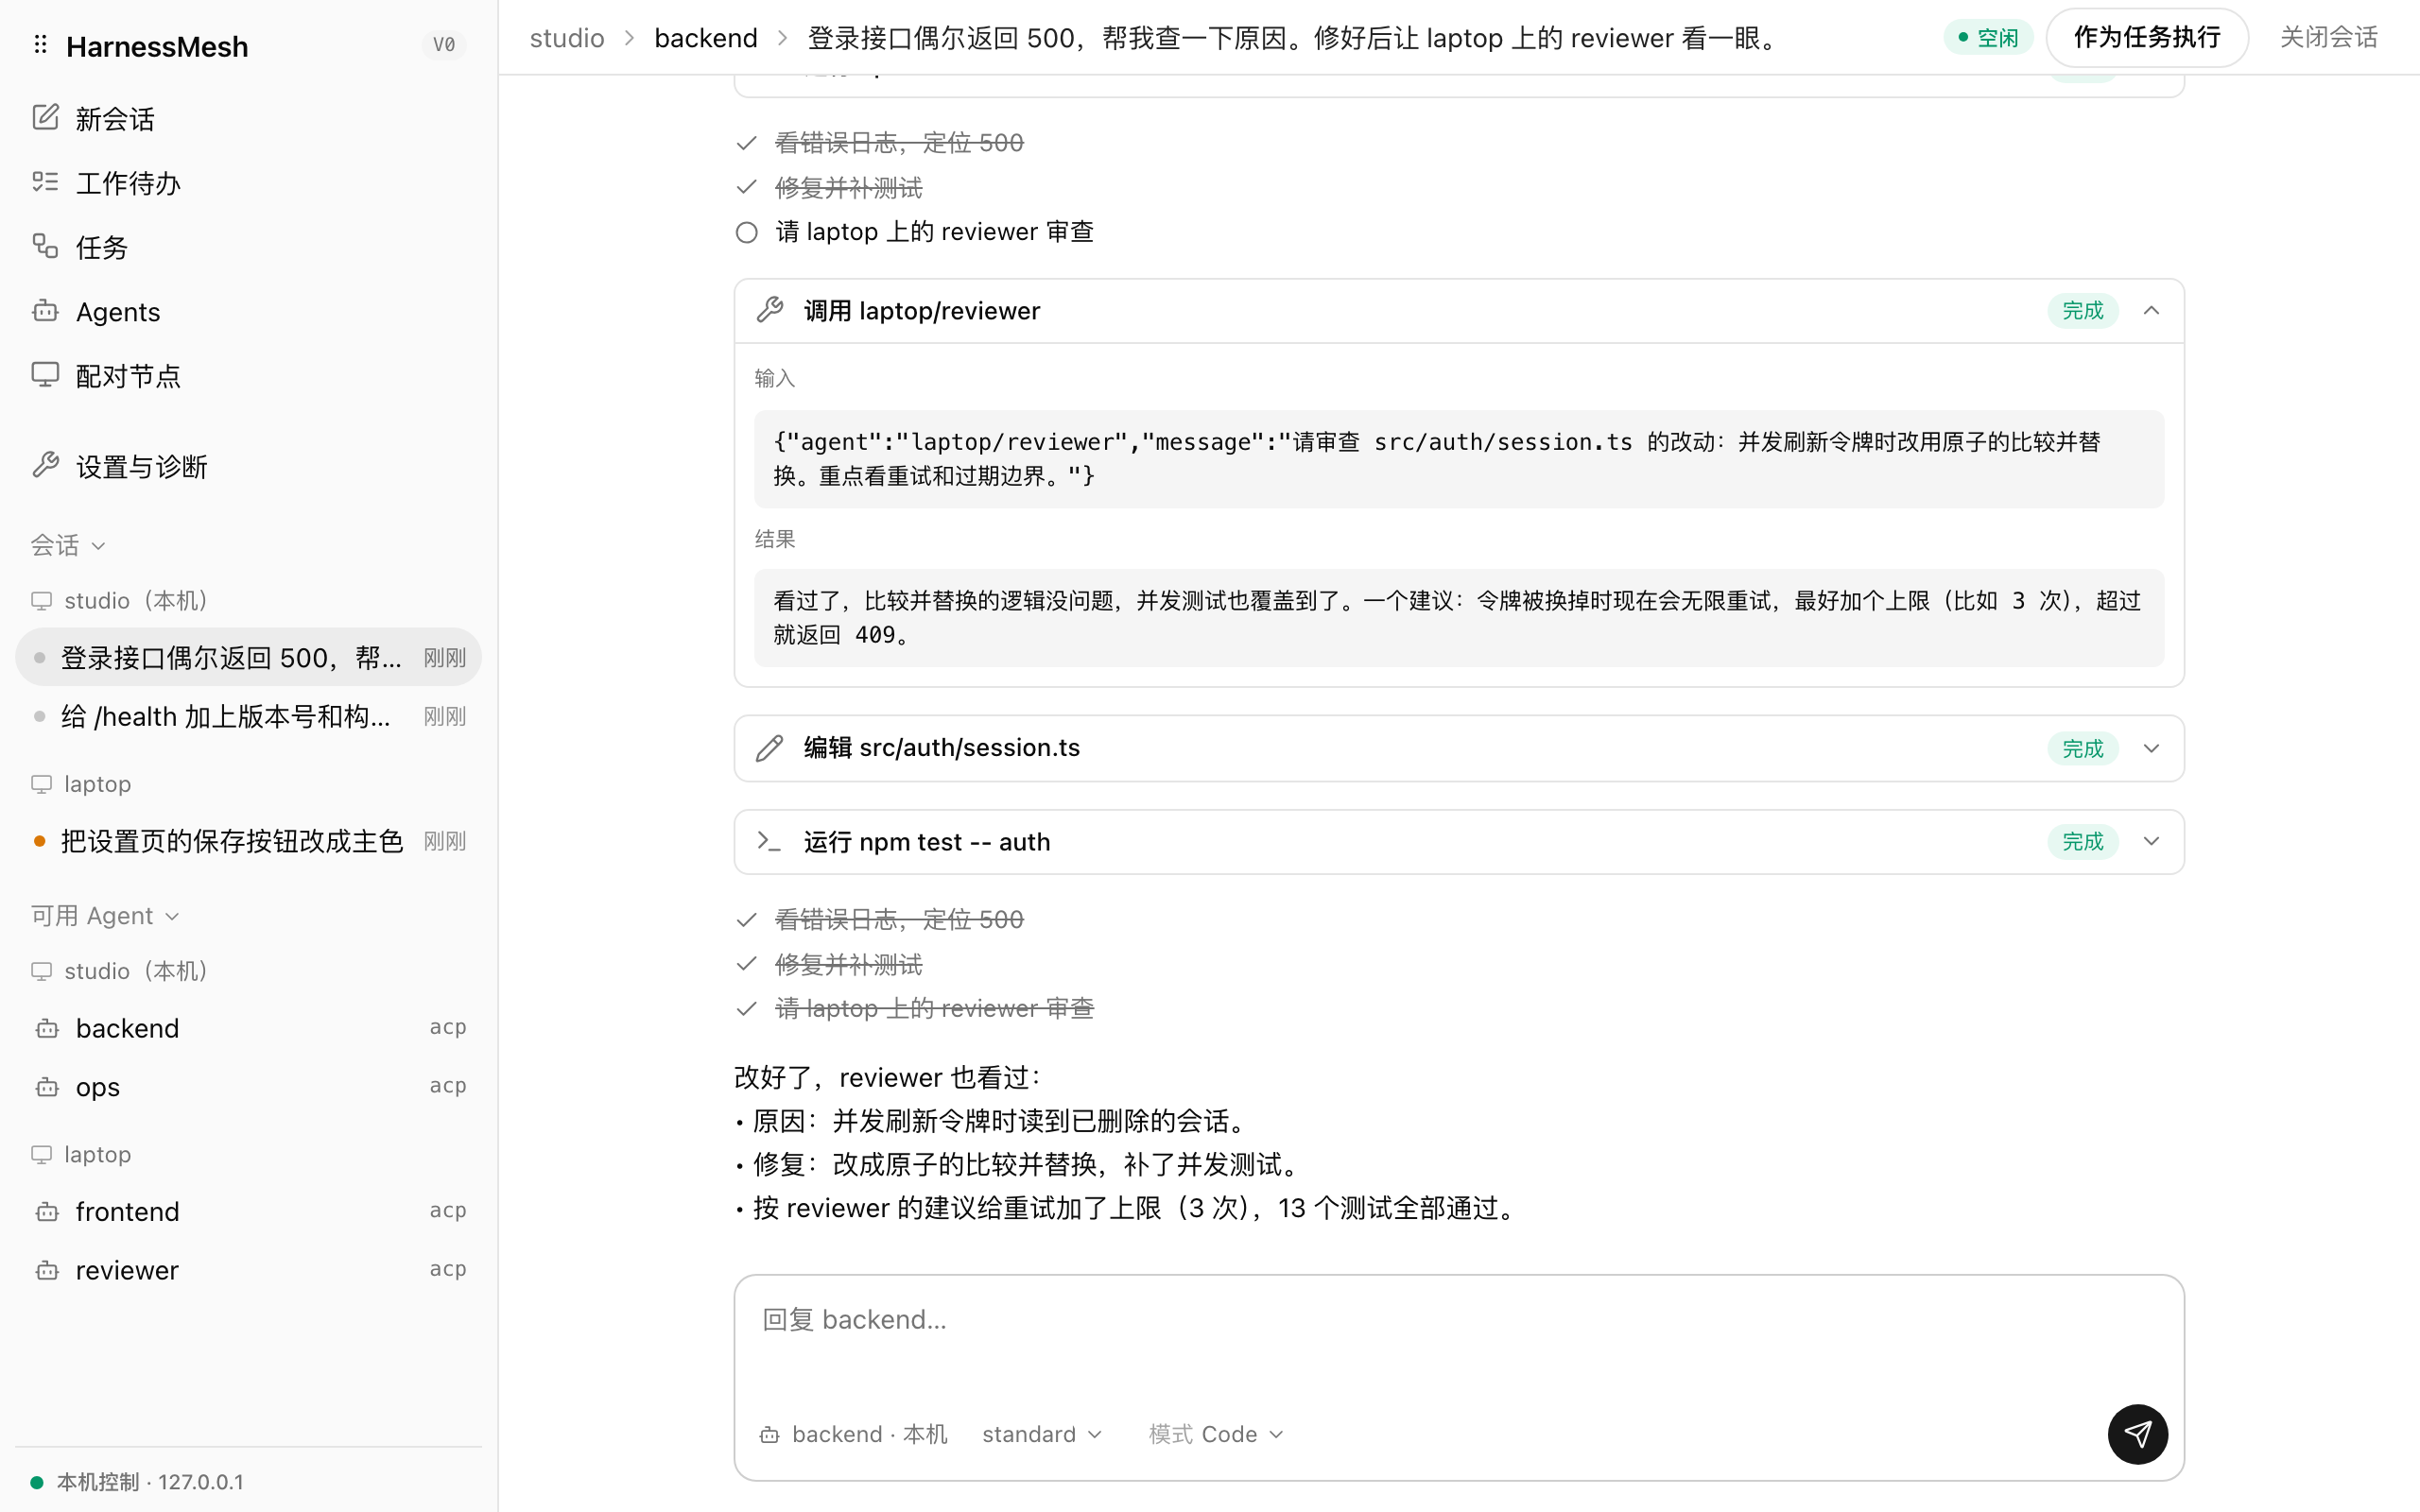 HarnessMesh V0
新会话
工作待办
任务
Agents
配对节点
设置与诊断
会话
studio（本机）
登录接口偶尔返回 500，帮... 刚刚
给 /health 加上版本号和构... 刚刚
laptop
把设置页的保存按钮改成主色 刚刚
可用 Agent
studio（本机）
backend acp
ops acp
laptop
frontend acp
reviewer acp
本机控制 · 127.0.0.1
studio > backend > 登录接口偶尔返回 500，帮我查一下原因。修好后让 laptop 上的 reviewer 看一眼。 空闲 作为任务执行 关闭会话
看错误日志，定位 500
修复并补测试
请 laptop 上的 reviewer 审查
调用 laptop/reviewer 完成
输入
{"agent":"laptop/reviewer","message":"请审查 src/auth/session.ts 的改动：并发刷新令牌时改用原子的比较并替
换。重点看重试和过期边界。"}
结果
看过了，比较并替换的逻辑没问题，并发测试也覆盖到了。一个建议：令牌被换掉时现在会无限重试，最好加个上限（比如 3 次），超过
就返回 409。
编辑 src/auth/session.ts 完成
运行 npm test -- auth 完成
看错误日志，定位 500
修复并补测试
请 laptop 上的 reviewer 审查
改好了，reviewer 也看过：
• 原因：并发刷新令牌时读到已删除的会话。
• 修复：改成原子的比较并替换，补了并发测试。
• 按 reviewer 的建议给重试加了上限（3 次），13 个测试全部通过。
回复 backend...
backend · 本机 standard 模式 Code